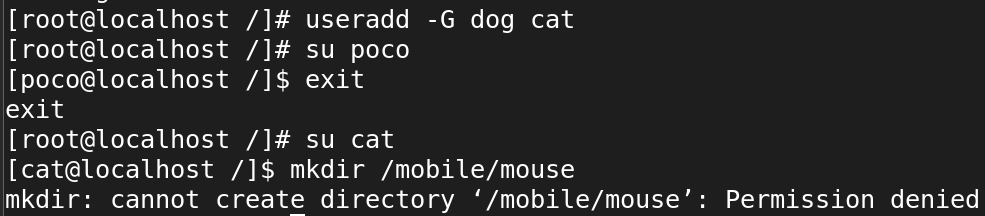 [root@localhost /]# useradd -G dog cat
[root@localhost /]# su poco
[poco@localhost /]$ exit
exit
[root@localhost /]# su cat
[cat@localhost /]$ mkdir /mobile/mouse
mkdir: cannot create directory ‘/mobile/mouse’: Permission denied